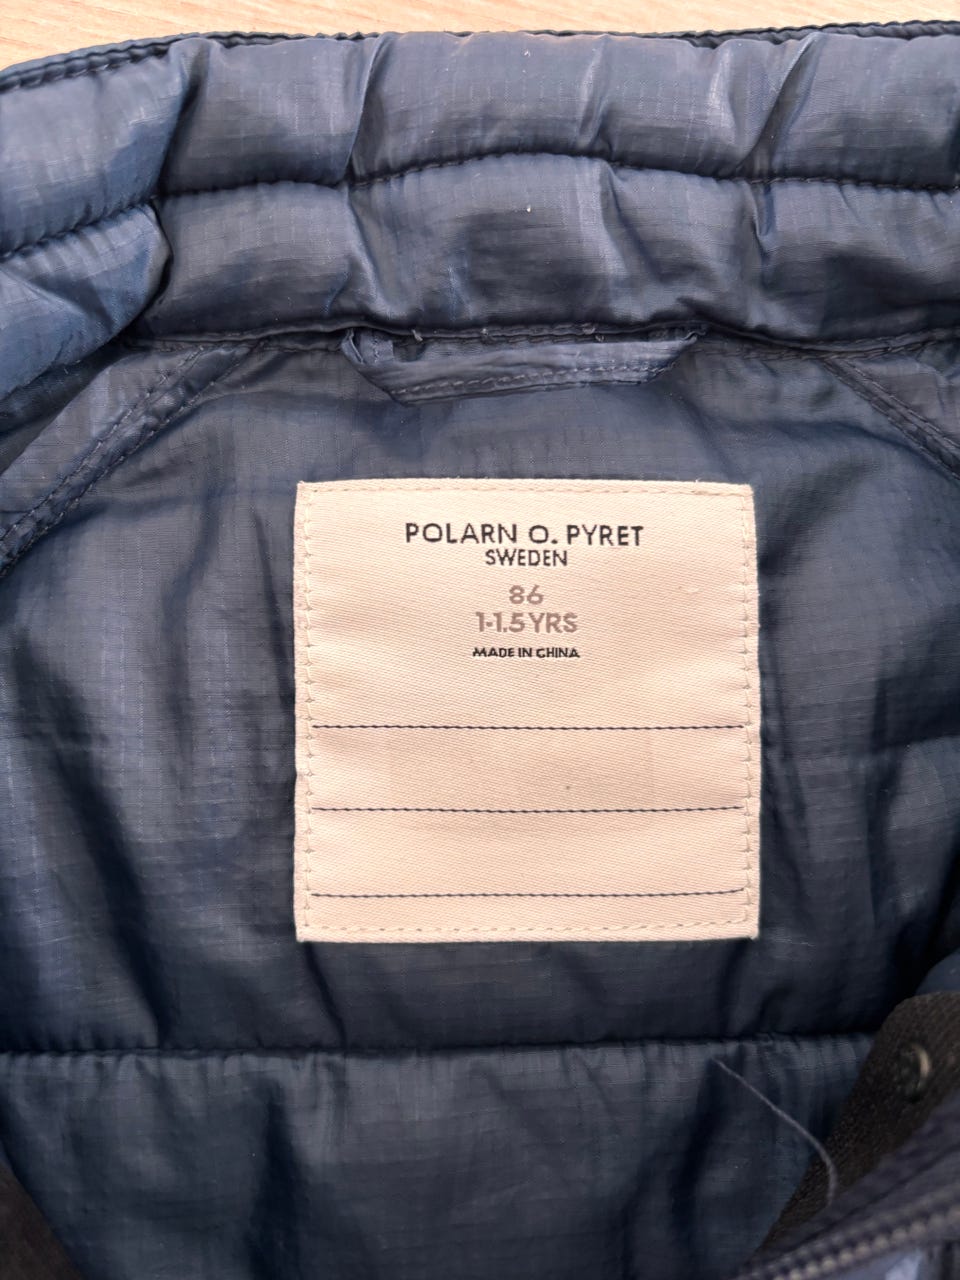 POLARN O. PYRET
SWEDEN
86
1-1.5 YRS
MADE IN CHINA